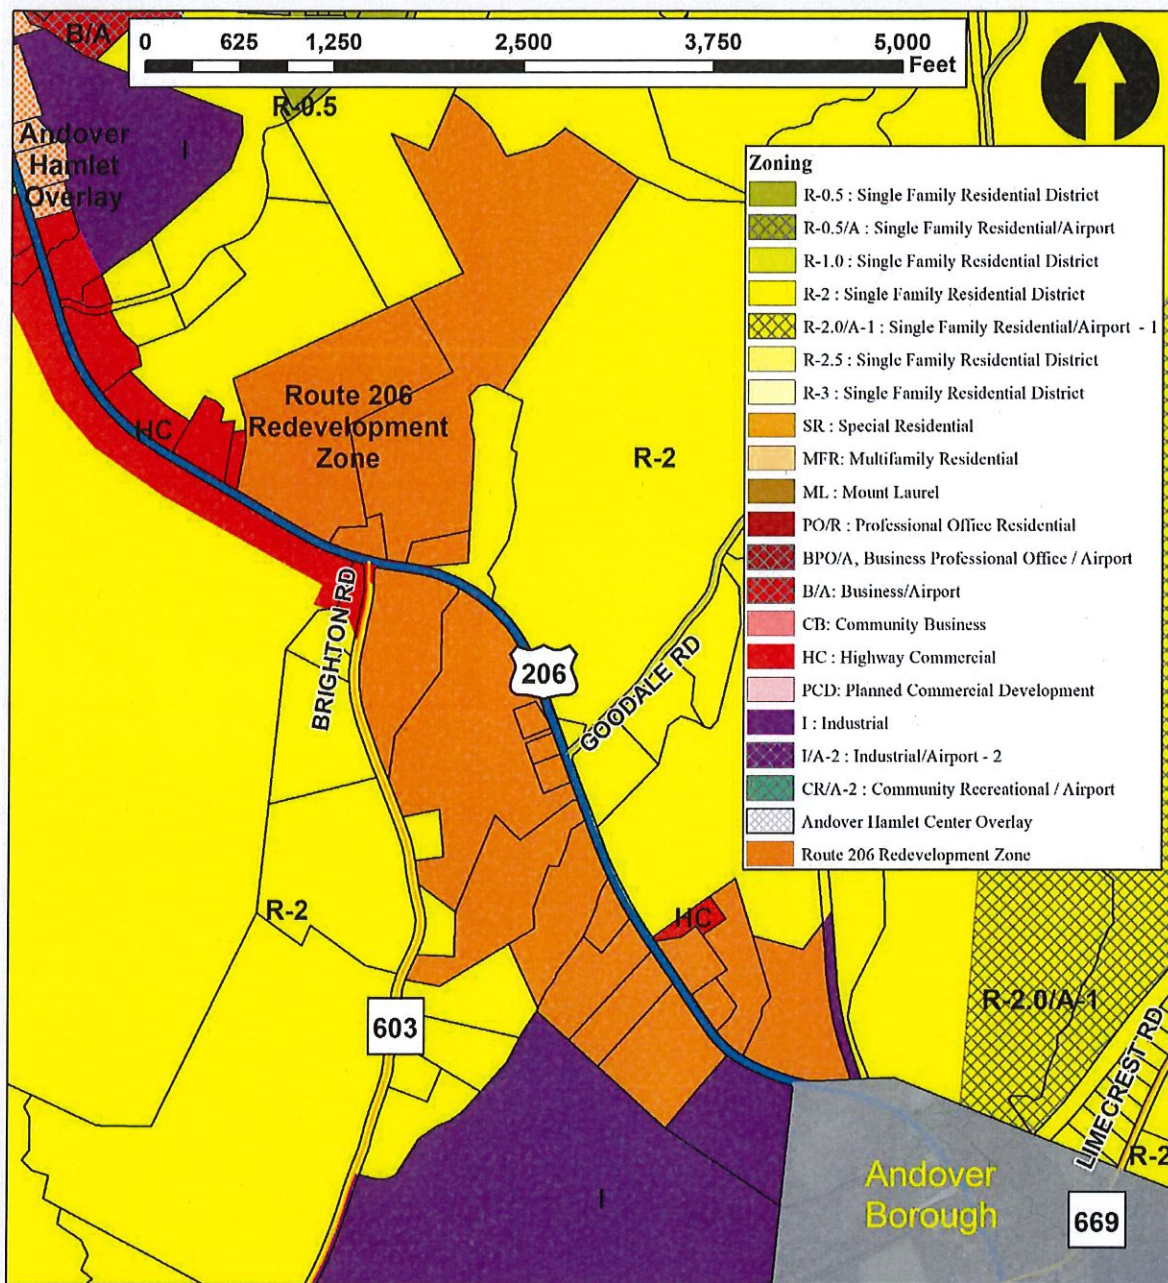 B/A
0 625 1,250 2,500 3,750 5,000
Feet
R-0.5
Andover
Hamlet
Overlay
I
Zoning
R-0.5 : Single Family Residential District
R-0.5/A : Single Family Residential/Airport
R-1.0 : Single Family Residential District
R-2 : Single Family Residential District
R-2.0/A-1 : Single Family Residential/Airport - 1
R-2.5 : Single Family Residential District
R-3 : Single Family Residential District
SR : Special Residential
MFR: Multifamily Residential
ML : Mount Laurel
PO/R : Professional Office Residential
BPO/A, Business Professional Office / Airport
B/A: Business/Airport
CB: Community Business
HC : Highway Commercial
PCD: Planned Commercial Development
I : Industrial
I/A-2 : Industrial/Airport - 2
CR/A-2 : Community Recreational / Airport
Andover Hamlet Center Overlay
Route 206 Redevelopment Zone
Route 206
Redevelopment
Zone
HC
R-2
BRIGHTON RD
206
GOODALE RD
R-2
HC
603
R-2.0/A-1
LIMECREST RD
R-2
I
Andover
Borough
669